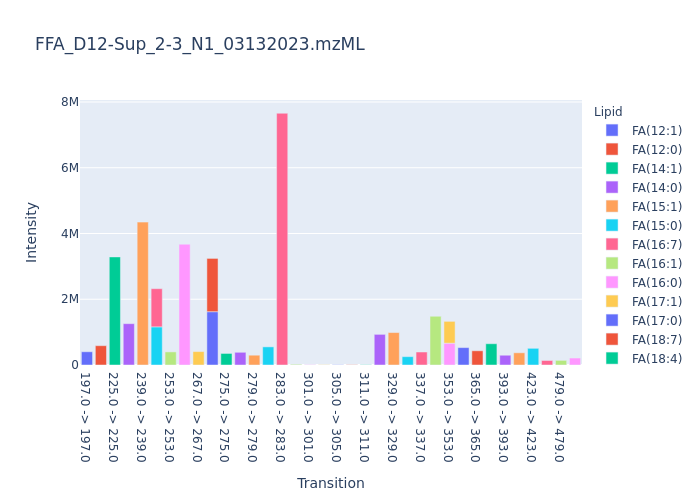 FFA_D12-Sup_2-3_N1_03132023.mzML
Lipid
FA(12:1)
FA(12:0)
FA(14:1)
FA(14:0)
FA(15:1)
FA(15:0)
FA(16:7)
FA(16:1)
FA(16:0)
FA(17:1)
FA(17:0)
FA(18:7)
FA(18:4)
8M
6M
4M
2M
0
Intensity
197.0 -> 197.0
225.0 -> 225.0
239.0 -> 239.0
253.0 -> 253.0
267.0 -> 267.0
275.0 -> 275.0
279.0 -> 279.0
283.0 -> 283.0
301.0 -> 301.0
305.0 -> 305.0
311.0 -> 311.0
329.0 -> 329.0
337.0 -> 337.0
353.0 -> 353.0
365.0 -> 365.0
393.0 -> 393.0
423.0 -> 423.0
479.0 -> 479.0
Transition